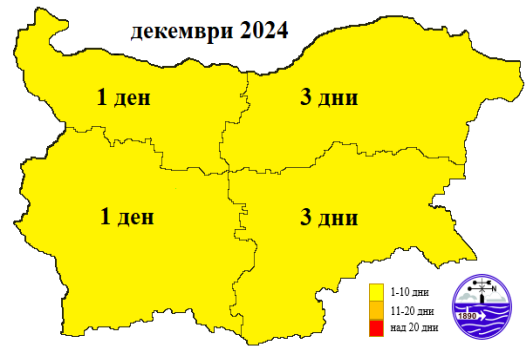 декември 2024
1 ден
3 дни
1 ден
3 дни
1-10 дни
11-20 дни
над 20 дни
1890
N